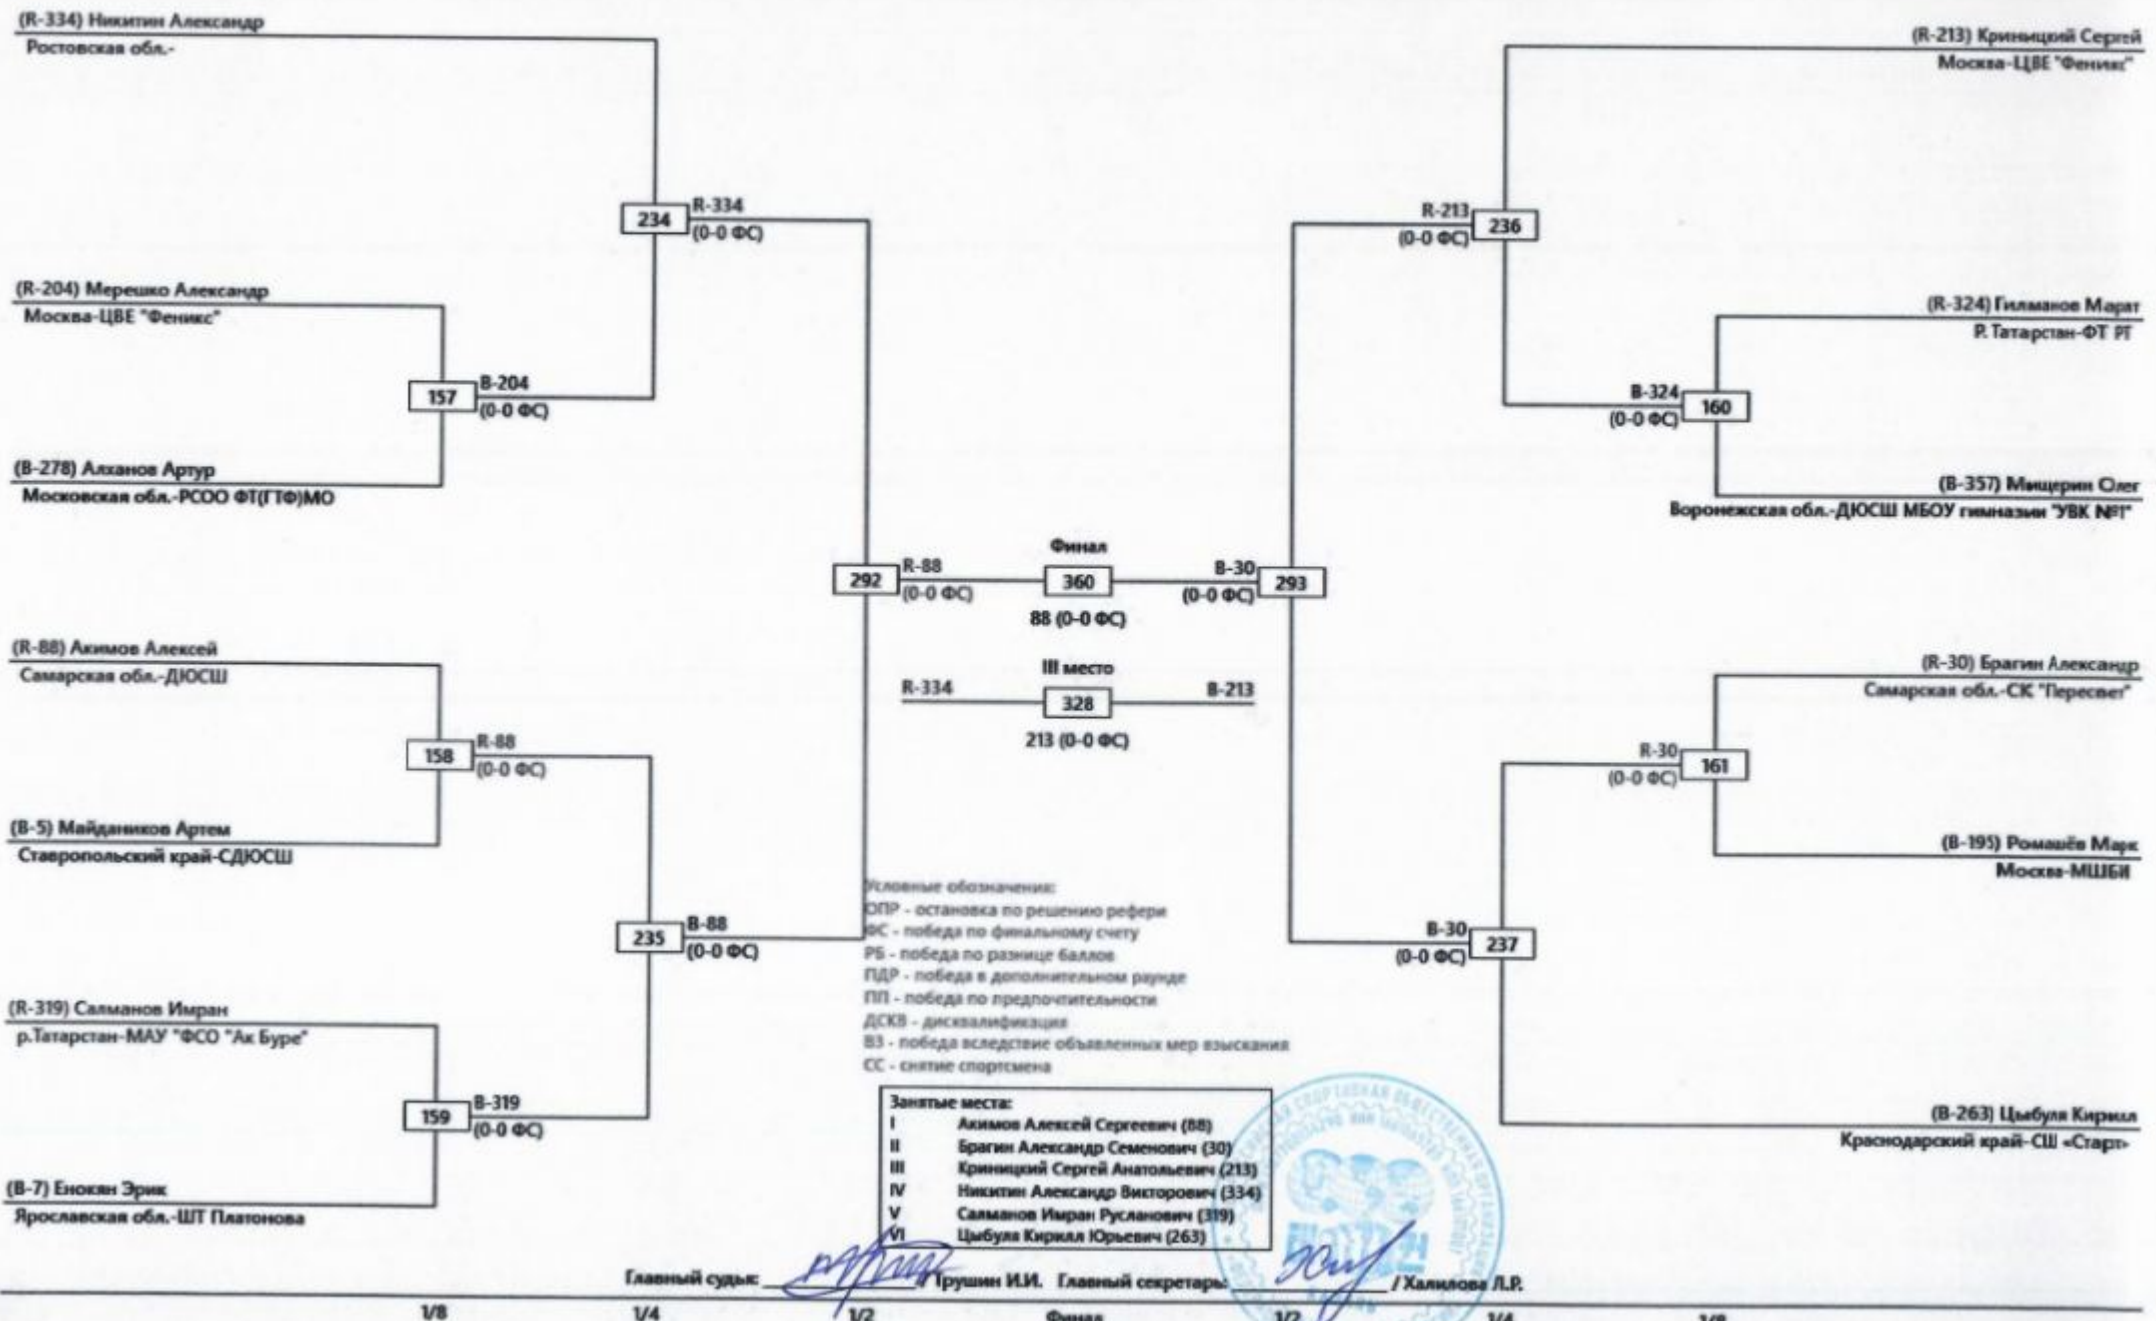 (R-334) Никитин Александр
Ростовская обл.-
(R-204) Мерешко Александр
Москва-ЦВЕ "Феникс"
(B-278) Алханов Артур
Московская обл.-РСОО ФТ(ГТФ)МО
(R-88) Акимов Алексей
Самарская обл.-ДЮСШ
(B-5) Майдаников Артем
Ставропольский край-СДЮСШ
(R-319) Салманов Имран
р.Татарстан-МАУ "ФСО "Ак Буре"
(B-7) Енокян Эрик
Ярославская обл.-ШТ Платонова
157
B-204
(0-0 ФС)
158
R-88
(0-0 ФС)
159
B-319
(0-0 ФС)
234
R-334
(0-0 ФС)
235
B-88
(0-0 ФС)
292
R-88
(0-0 ФС)
Финал
360
88 (0-0 ФС)
III место
R-334
328
B-213
213 (0-0 ФС)
B-30
(0-0 ФС)
293
R-213
(0-0 ФС)
236
B-30
(0-0 ФС)
237
B-324
(0-0 ФС)
160
R-30
(0-0 ФС)
161
(R-213) Криницкий Сергей
Москва-ЦВЕ "Феникс"
(R-324) Гилманов Марат
Р. Татарстан-ФТ РТ
(B-357) Мищерин Олег
Воронежская обл.-ДЮСШ МБОУ гимназии "УВК №1"
(R-30) Брагин Александр
Самарская обл.-СК "Пересвет"
(B-195) Ромашёв Марк
Москва-МШБИ
(B-263) Цыбуля Кирилл
Краснодарский край-СШ «Старт»
Условные обозначения:
ОПР - остановка по решению рефери
ФС - победа по финальному счету
РБ - победа по разнице баллов
ПДР - победа в дополнительном раунде
ПП - победа по предпочтительности
ДСКВ - дисквалификация
ВЗ - победа вследствие объявленных мер взыскания
СС - снятие спортсмена
Занятые места:
I Акимов Алексей Сергеевич (88)
II Брагин Александр Семенович (30)
III Криницкий Сергей Анатольевич (213)
IV Никитин Александр Викторович (334)
V Салманов Имран Русланович (319)
VI Цыбуля Кирилл Юрьевич (263)
Главный судья: / Трушин И.И. Главный секретарь: / Халилова Л.Р.
1/8 1/4 1/2 Финал 1/2 1/4 1/8